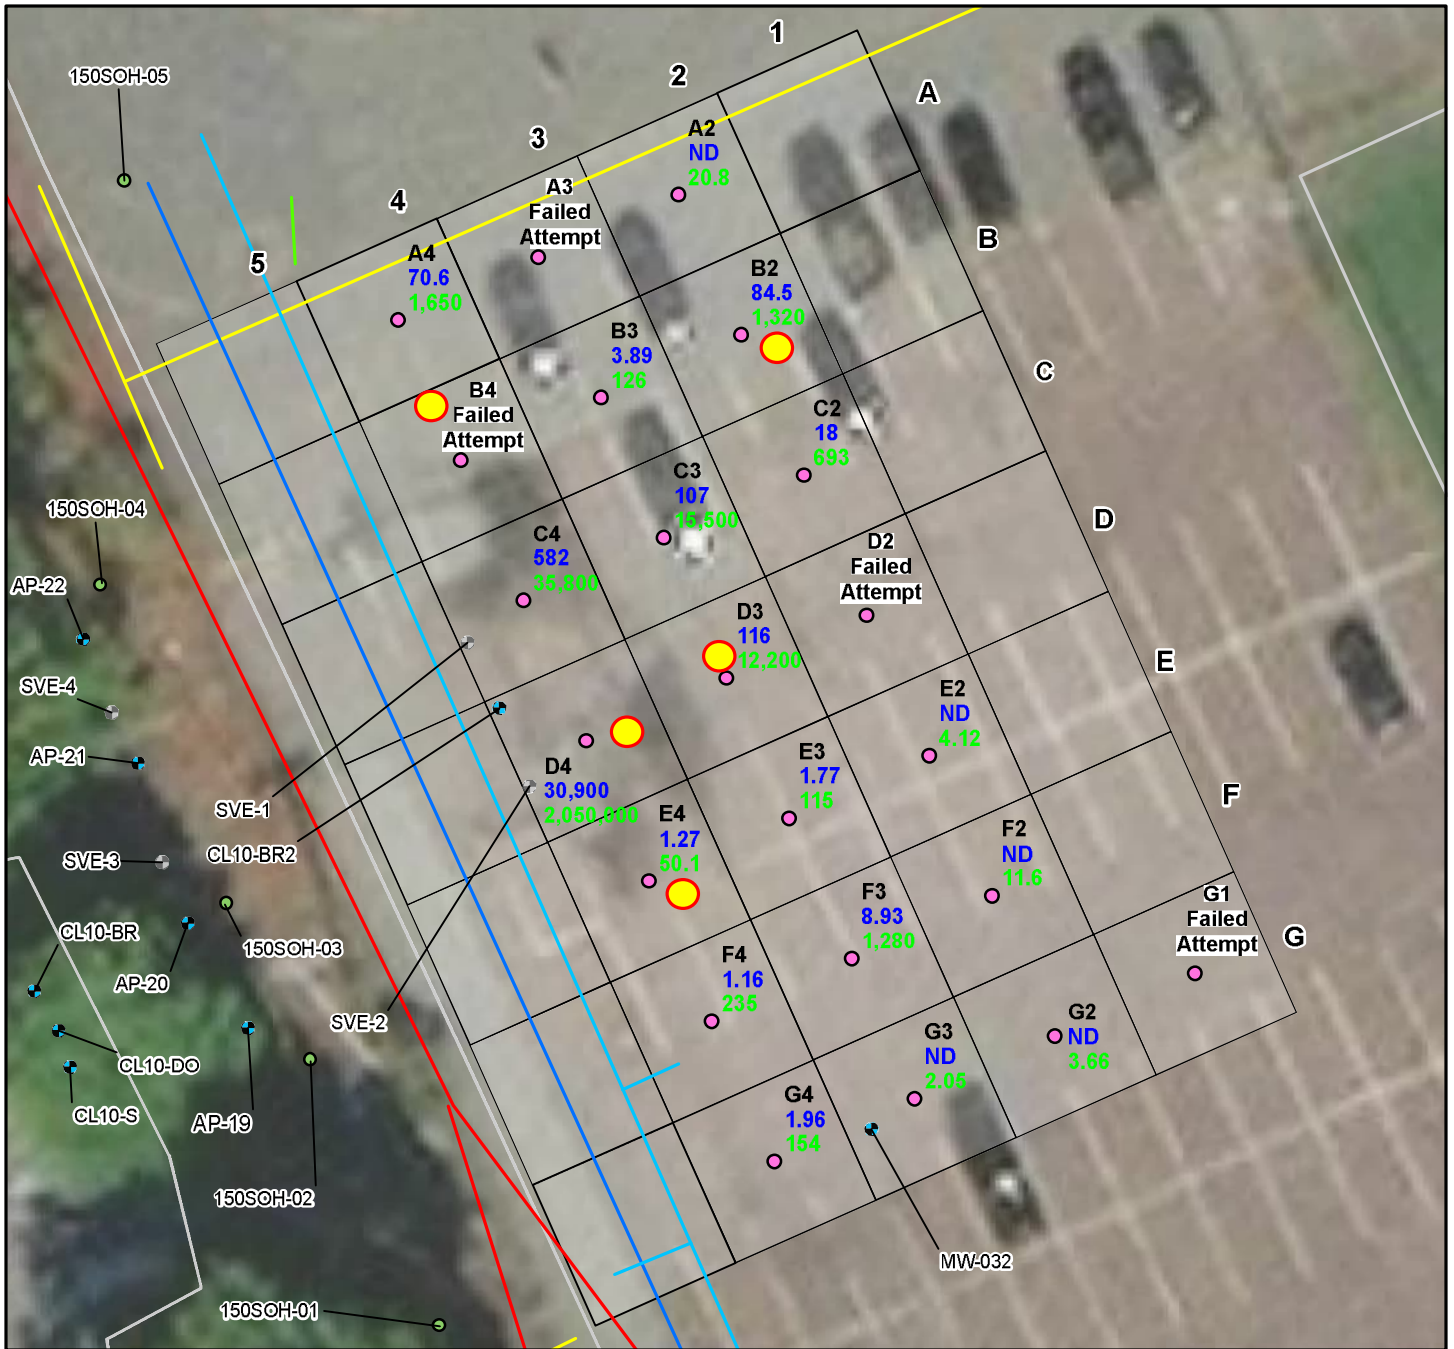 1
2
3
4
5
A
B
C
D
E
F
G
150SOH-05
A2
ND
20.8
A3
Failed
Attempt
A4
70.6
1,650
B2
84.5
1,320
B3
3.89
126
B4
Failed
Attempt
C2
18
693
C3
107
15,500
C4
582
35,800
D2
Failed
Attempt
D3
116
12,200
D4
30,900
2,050,000
E2
ND
4.12
E3
1.77
115
E4
1.27
50.1
F2
ND
11.6
F3
8.93
1,280
F4
1.16
235
G1
Failed
Attempt
G2
ND
3.66
G3
ND
2.05
G4
1.96
154
150SOH-04
AP-22
SVE-4
AP-21
SVE-1
CL10-BR2
SVE-3
CL10-BR
150SOH-03
AP-20
SVE-2
CL10-DO
CL10-S
AP-19
150SOH-02
MW-032
150SOH-01